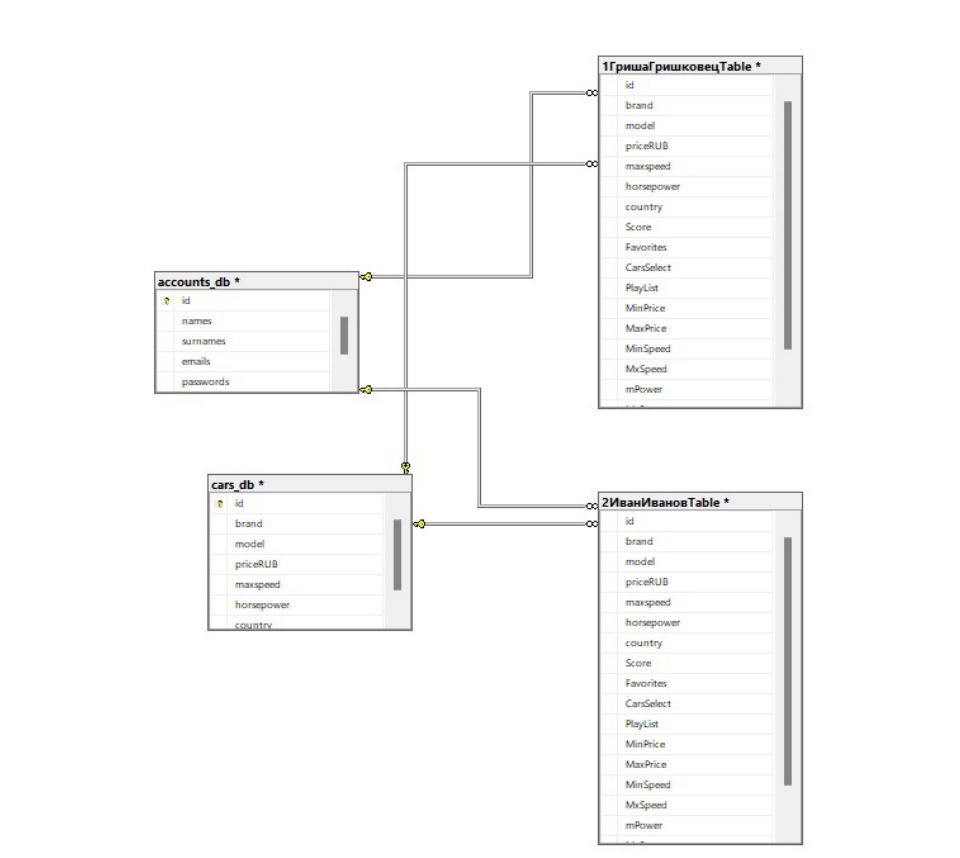 1ГришаГришковецTable *
id
brand
model
priceRUB
maxspeed
horsepower
country
Score
Favorites
CarsSelect
PlayList
MinPrice
MaxPrice
MinSpeed
MxSpeed
mPower
accounts_db *
id
names
surnames
emails
passwords
cars_db *
id
brand
model
priceRUB
maxspeed
horsepower
country
2ИванИвановTable *
id
brand
model
priceRUB
maxspeed
horsepower
country
Score
Favorites
CarsSelect
PlayList
MinPrice
MaxPrice
MinSpeed
MxSpeed
mPower